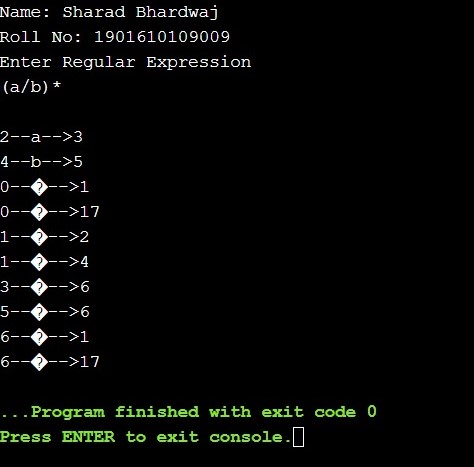 Name: Sharad Bhardwaj
Roll No: 1901610109009
Enter Regular Expression
(a/b)*
2--a-->3
4--b-->5
0--�-->1
0--�-->17
1--�-->2
1--�-->4
3--�-->6
5--�-->6
6--�-->1
6--�-->17
...Program finished with exit code 0
Press ENTER to exit console.